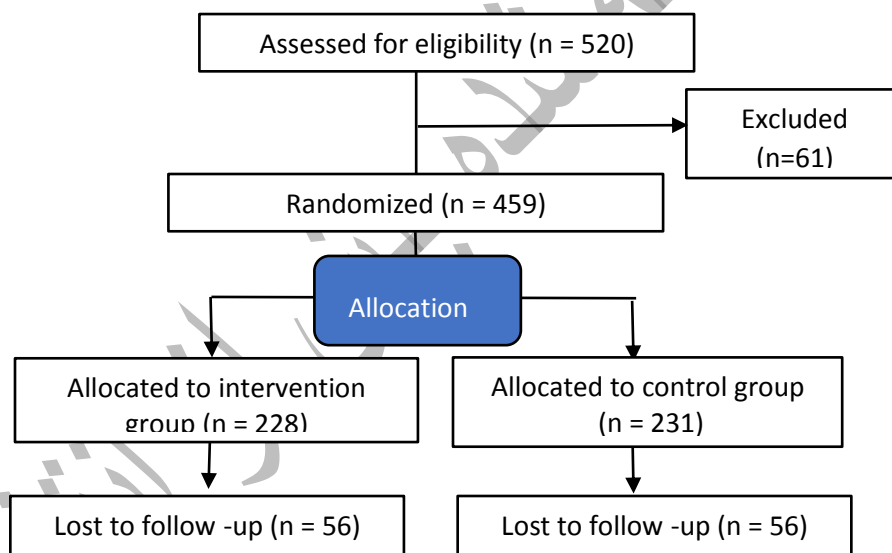 Assessed for eligibility (n = 520)
Excluded
(n=61)
Randomized (n = 459)
Allocation
Allocated to intervention
group (n = 228)
Allocated to control group
(n = 231)
Lost to follow -up (n = 56)
Lost to follow -up (n = 56)